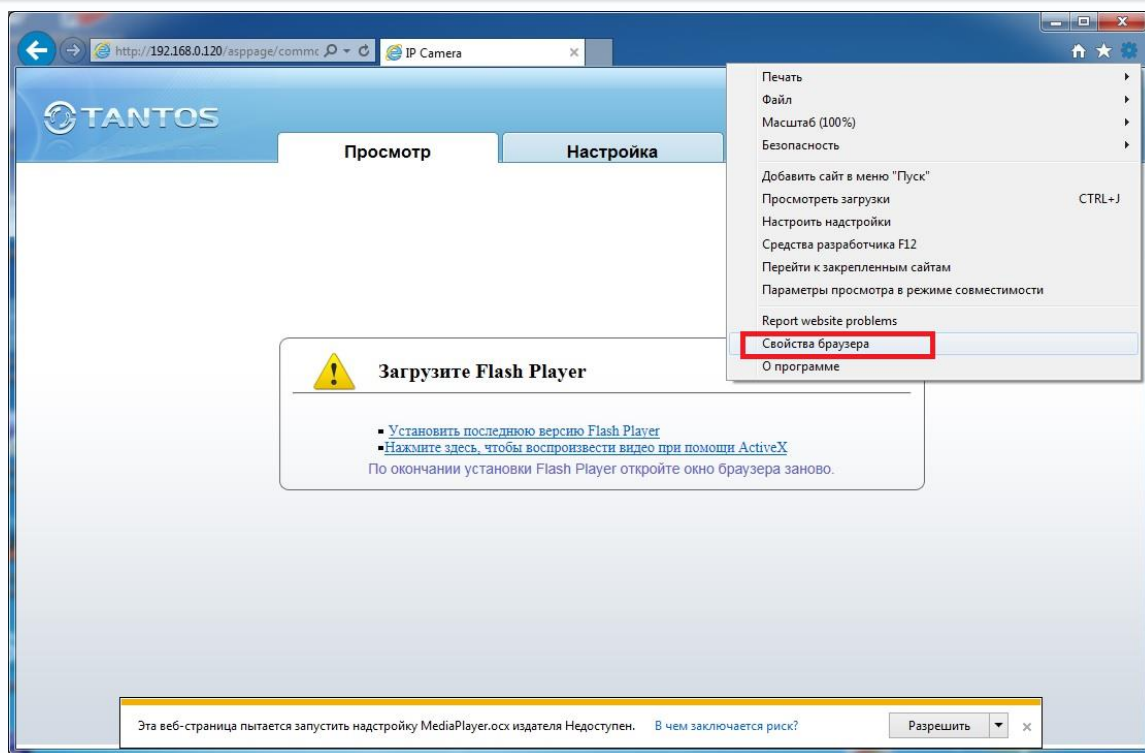 http://192.168.0.120/asppage/commc
IP Camera
TANTOS
Просмотр
Настройка
Печать
Файл
Масштаб (100%)
Безопасность
Добавить сайт в меню "Пуск"
Просмотреть загрузки CTRL+J
Настроить надстройки
Средства разработчика F12
Перейти к закрепленным сайтам
Параметры просмотра в режиме совместимости
Report website problems
Свойства браузера
О программе
Загрузите Flash Player
Установить последнюю версию Flash Player
Нажмите здесь, чтобы воспроизвести видео при помощи ActiveX
По окончании установки Flash Player откройте окно браузера заново.
Эта веб-страница пытается запустить надстройку MediaPlayer.ocx издателя Недоступен. В чем заключается риск? Разрешить